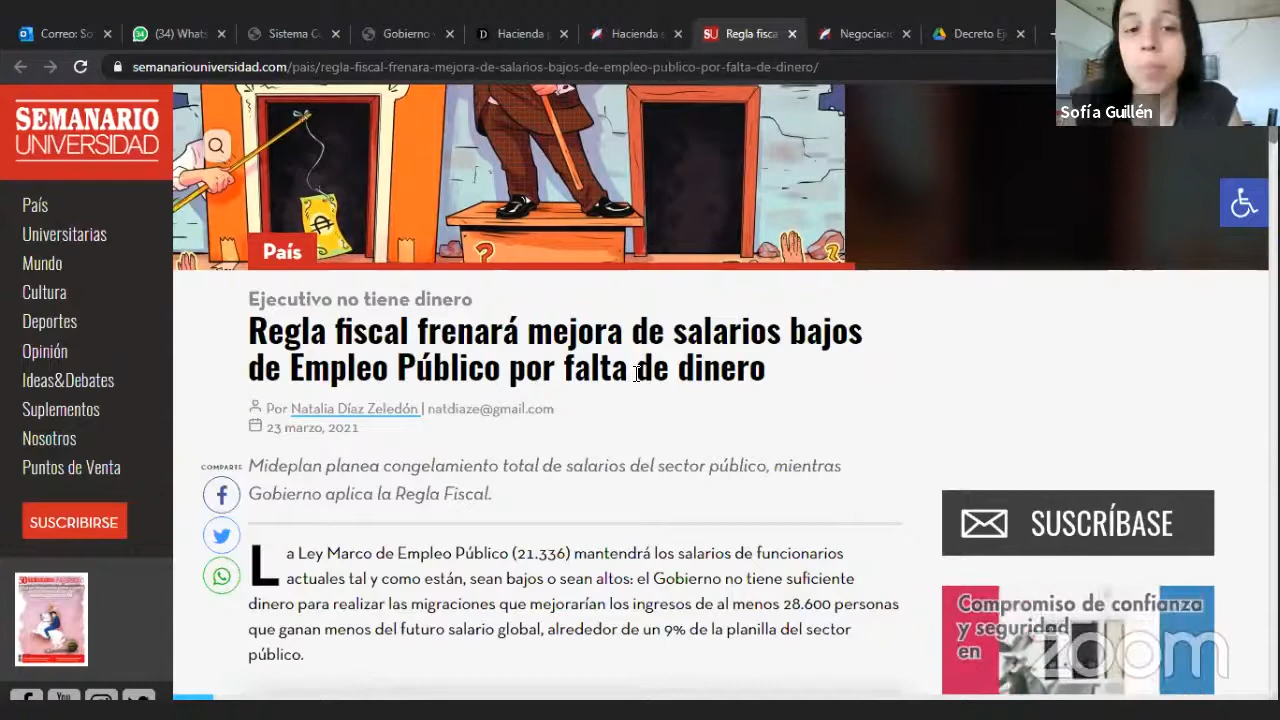 Correo: So
(34) Whats
Sistema C
Gobierno
Hacienda
Hacienda
Regla fisca
Negociaci
Decreto Ej
semanariouniversidad.com/pais/regla-fiscal-frenara-mejora-de-salarios-bajos-de-empleo-publico-por-falta-de-dinero/
Sofía Guillén
SEMANARIO
UNIVERSIDAD
País
Universitarias
Mundo
Cultura
Deportes
Opinión
Ideas&Debates
Suplementos
Nosotros
Puntos de Venta
SUSCRIBIRSE
País
Ejecutivo no tiene dinero
Regla fiscal frenará mejora de salarios bajos
de Empleo Público por falta de dinero
Por Natalia Díaz Zeledón | natdiaze@gmail.com
23 marzo, 2021
COMPARTE
Mideplan planea congelamiento total de salarios del sector público, mientras
Gobierno aplica la Regla Fiscal.
La Ley Marco de Empleo Público (21.336) mantendrá los salarios de funcionarios
actuales tal y como están, sean bajos o sean altos: el Gobierno no tiene suficiente
dinero para realizar las migraciones que mejorarían los ingresos de al menos 28.600 personas
que ganan menos del futuro salario global, alrededor de un 9% de la planilla del sector
público.
SUSCRÍBASE
Compromiso de confianza
y seguridad
en
zoom